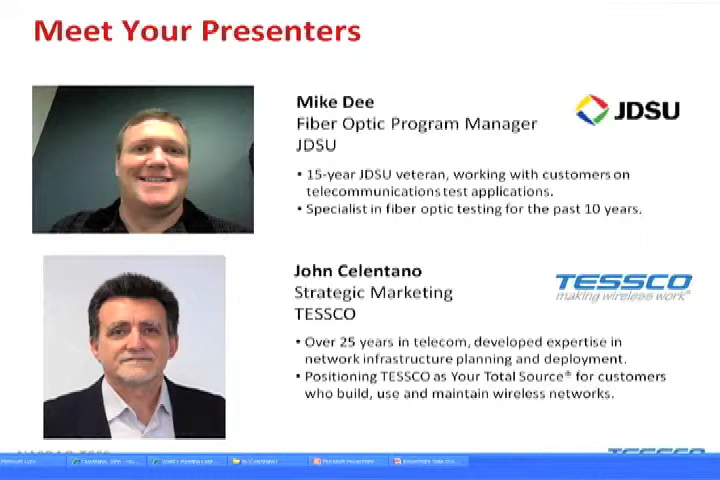 Meet Your Presenters
Mike Dee
Fiber Optic Program Manager
JDSU
JDSU
• 15-year JDSU veteran, working with customers on
telecommunications test applications.
• Specialist in fiber optic testing for the past 10 years.
John Celentano
Strategic Marketing
TESSCO
TESSCO
making wireless work®
• Over 25 years in telecom, developed expertise in
network infrastructure planning and deployment.
• Positioning TESSCO as Your Total Source® for customers
who build, use and maintain wireless networks.